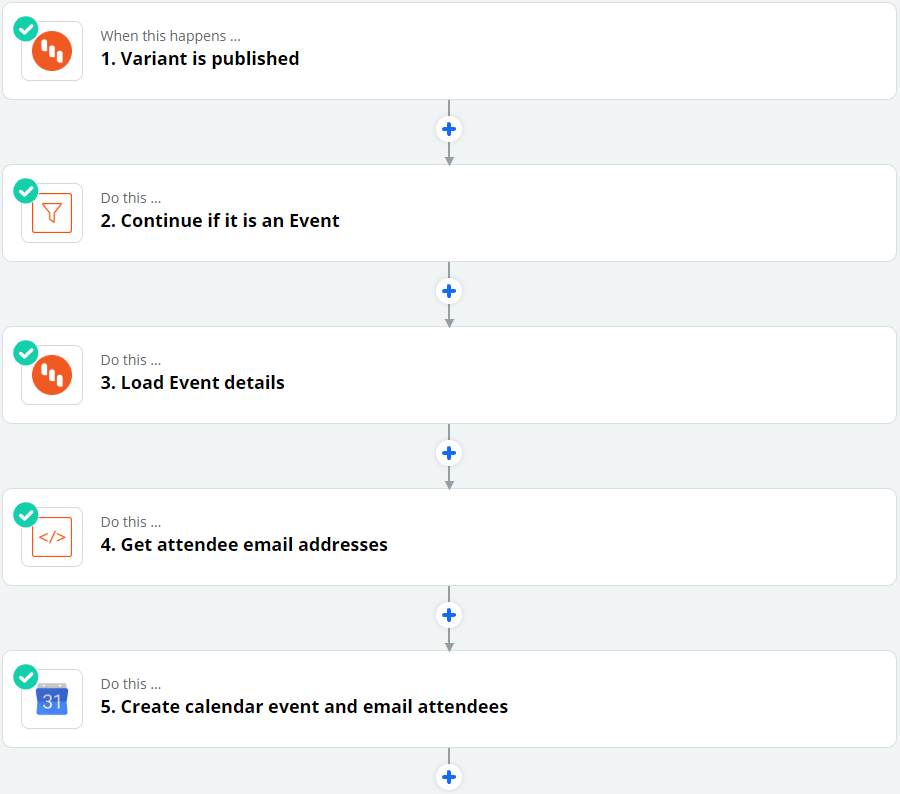 When this happens ...
1. Variant is published
Do this ...
2. Continue if it is an Event
Do this ...
3. Load Event details
Do this ...
</>
4. Get attendee email addresses
Do this ...
31
5. Create calendar event and email attendees